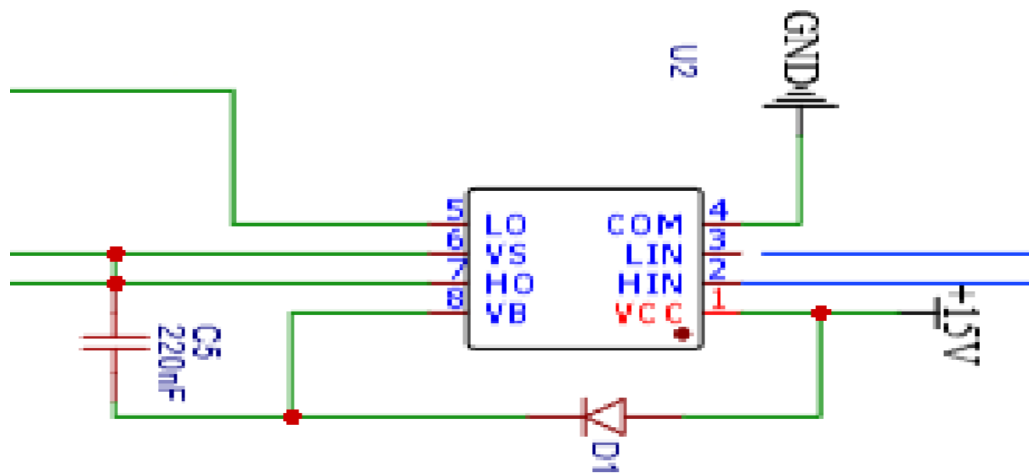 U2
GND
5 LO COM 4
6 VS LIN 3
7 HO HIN 2
8 VB VCC 1
+15V
C5
220nF
D1